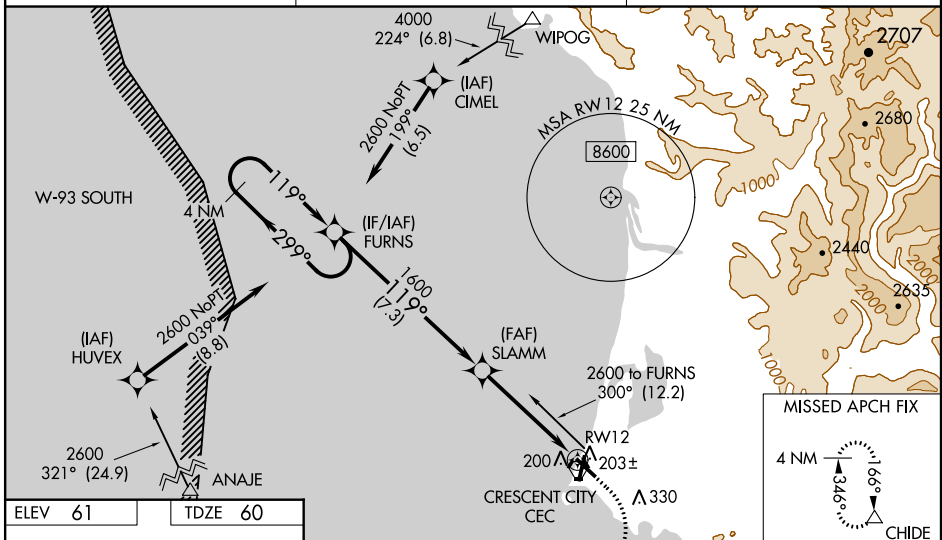 4000
224° (6.8)
WIPOG
2707
(IAF)
CIMEL
2680
2600 NoPT
199°
(6.5)
MSA RW12 25 NM
8600
W-93 SOUTH
4 NM
119°
299°
(IF/IAF)
FURNS
2440
1000
2000
2635
1600
119°
(7.3)
2600 NoPT
039°
(8.8)
(IAF)
HUVEX
(FAF)
SLAMM
1000
2600 to FURNS
300° (12.2)
MISSED APCH FIX
RW12
200
203±
4 NM
166°
346°
CHIDE
2600
321° (24.9)
ANAJE
CRESCENT CITY
CEC
330
ELEV 61
TDZE 60